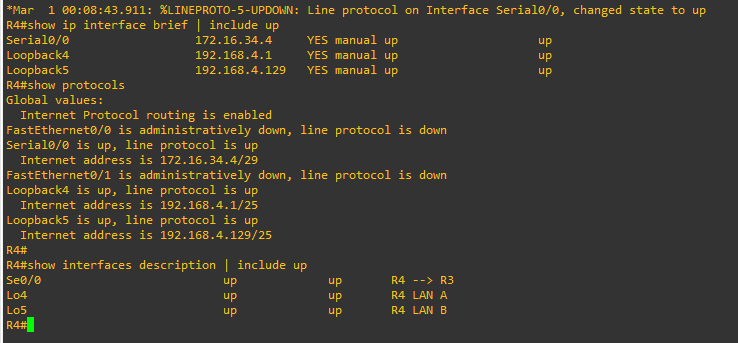 *Mar  1 00:08:43.911: %LINEPROTO-5-UPDOWN: Line protocol on Interface Serial0/0, changed state to up
R4#show ip interface brief | include up
Serial0/0                  172.16.34.4     YES manual up                    up
Loopback4                  192.168.4.1     YES manual up                    up
Loopback5                  192.168.4.129   YES manual up                    up
R4#show protocols
Global values:
  Internet Protocol routing is enabled
FastEthernet0/0 is administratively down, line protocol is down
Serial0/0 is up, line protocol is up
  Internet address is 172.16.34.4/29
FastEthernet0/1 is administratively down, line protocol is down
Loopback4 is up, line protocol is up
  Internet address is 192.168.4.1/25
Loopback5 is up, line protocol is up
  Internet address is 192.168.4.129/25
R4#
R4#show interfaces description | include up
Se0/0                          up             up       R4 --> R3
Lo4                            up             up       R4 LAN A
Lo5                            up             up       R4 LAN B
R4#